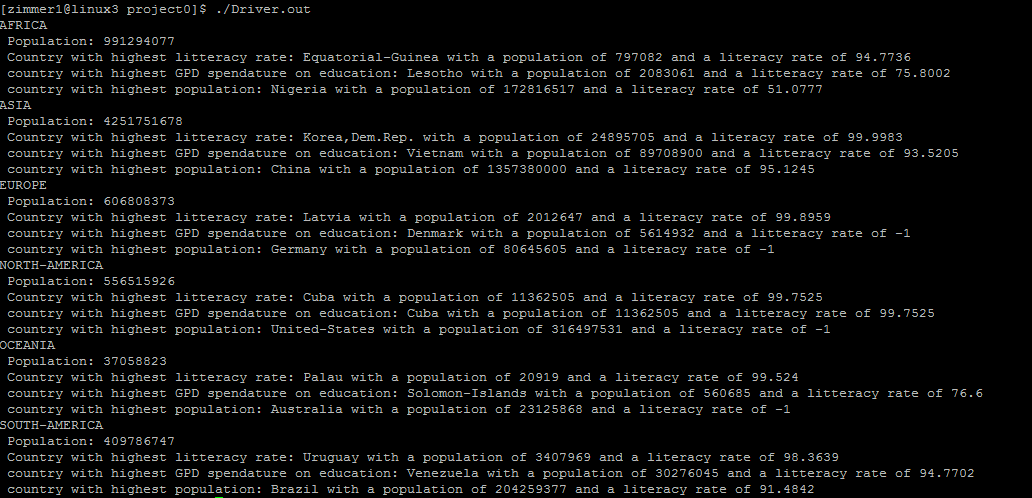 [zimmer1@linux3 project0]$ ./Driver.out
AFRICA
Population: 991294077
Country with highest litteracy rate: Equatorial-Guinea with a population of 797082 and a literacy rate of 94.7736
country with highest GPD spendature on education: Lesotho with a population of 2083061 and a litteracy rate of 75.8002
country with highest population: Nigeria with a population of 172816517 and a literacy rate of 51.0777
ASIA
Population: 4251751678
Country with highest litteracy rate: Korea,Dem.Rep. with a population of 24895705 and a literacy rate of 99.9983
country with highest GPD spendature on education: Vietnam with a population of 89708900 and a litteracy rate of 93.5205
country with highest population: China with a population of 1357380000 and a literacy rate of 95.1245
EUROPE
Population: 606808373
Country with highest litteracy rate: Latvia with a population of 2012647 and a literacy rate of 99.8959
country with highest GPD spendature on education: Denmark with a population of 5614932 and a litteracy rate of -1
country with highest population: Germany with a population of 80645605 and a literacy rate of -1
NORTH-AMERICA
Population: 556515926
Country with highest litteracy rate: Cuba with a population of 11362505 and a literacy rate of 99.7525
country with highest GPD spendature on education: Cuba with a population of 11362505 and a litteracy rate of 99.7525
country with highest population: United-States with a population of 316497531 and a literacy rate of -1
OCEANIA
Population: 37058823
Country with highest litteracy rate: Palau with a population of 20919 and a literacy rate of 99.524
country with highest GPD spendature on education: Solomon-Islands with a population of 560685 and a litteracy rate of 76.6
country with highest population: Australia with a population of 23125868 and a literacy rate of -1
SOUTH-AMERICA
Population: 409786747
Country with highest litteracy rate: Uruguay with a population of 3407969 and a literacy rate of 98.3639
country with highest GPD spendature on education: Venezuela with a population of 30276045 and a litteracy rate of 94.7702
country with highest population: Brazil with a population of 204259377 and a literacy rate of 91.4842